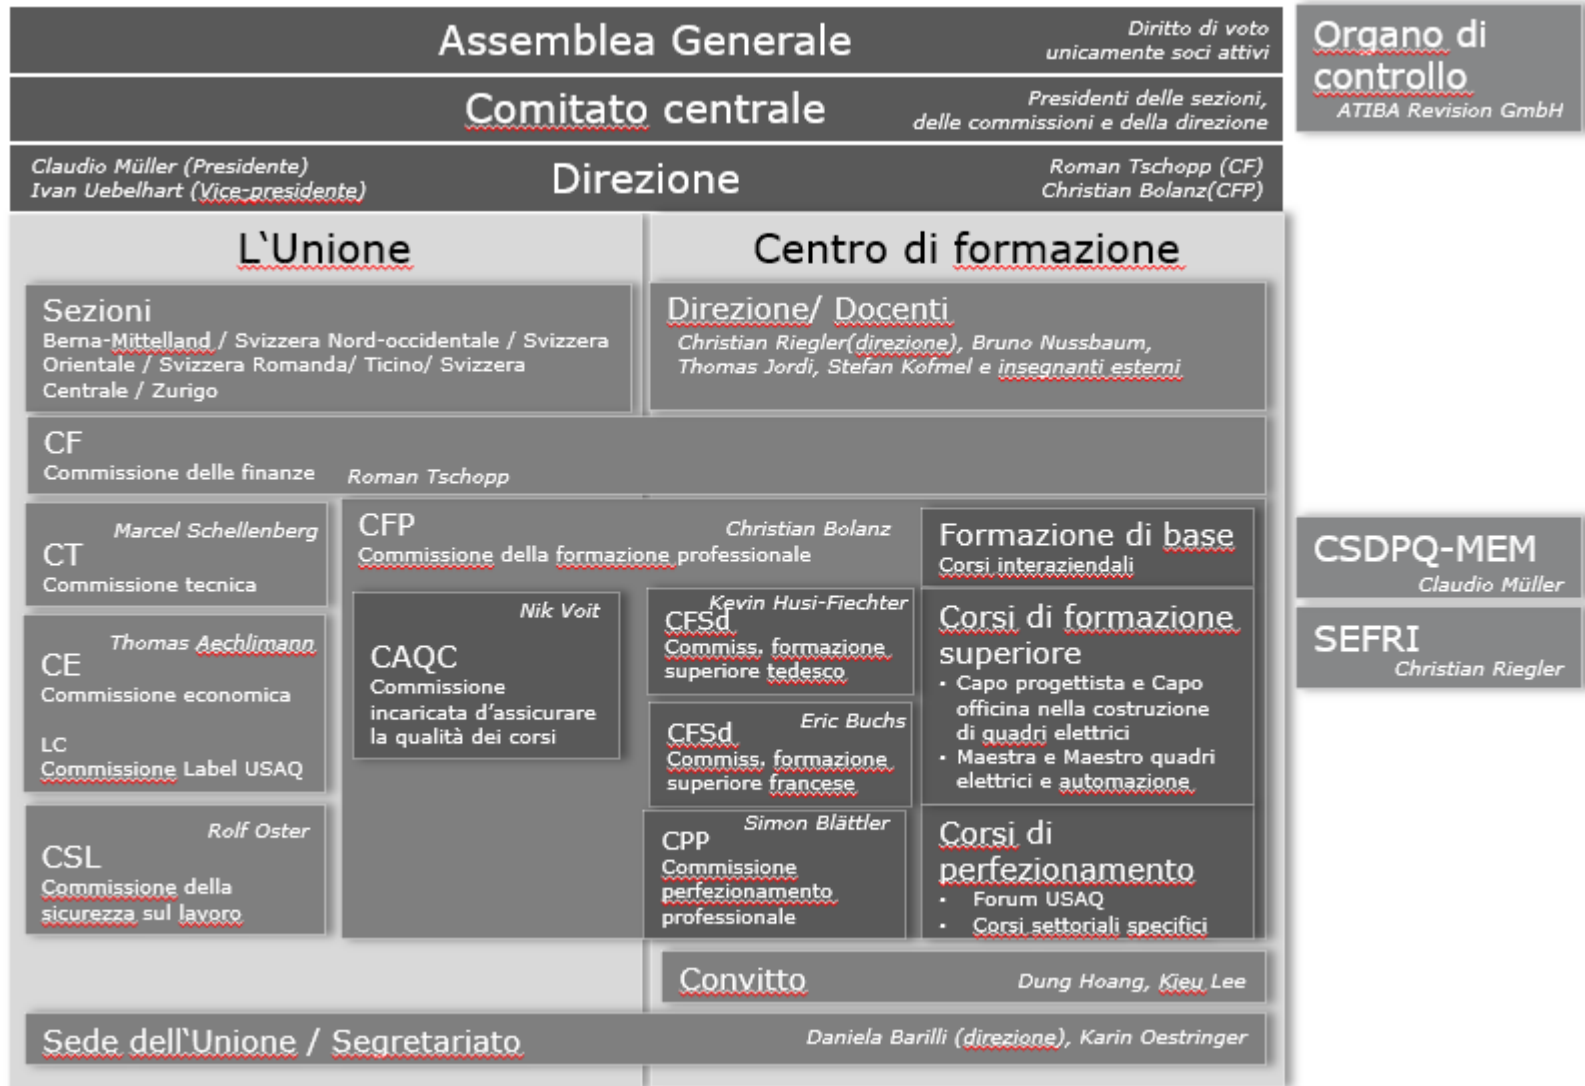 Assemblea Generale
Diritto di voto
unicamente soci attivi
Organo di
controllo
ATIBA Revision GmbH
Comitato centrale
Presidenti delle sezioni,
delle commissioni e della direzione
Claudio Müller (Presidente)
Ivan Uebelhart (Vice-presidente)
Direzione
Roman Tschopp (CF)
Christian Bolanz(CFP)
L‘Unione
Centro di formazione
Sezioni
Berna-Mittelland / Svizzera Nord-occidentale / Svizzera
Orientale / Svizzera Romanda/ Ticino/ Svizzera
Centrale / Zurigo
Direzione/ Docenti
Christian Riegler(direzione), Bruno Nussbaum,
Thomas Jordi, Stefan Kofmel e insegnanti esterni
CF
Commissione delle finanze
Roman Tschopp
Marcel Schellenberg
CT
Commissione tecnica
Thomas Aechlimann
CE
Commissione economica
LC
Commissione Label USAQ
Rolf Oster
CSL
Commissione della
sicurezza sul lavoro
CFP
Christian Bolanz
Commissione della formazione professionale
Nik Voit
CAQC
Commissione
incaricata d’assicurare
la qualità dei corsi
Kevin Husi-Fiechter
CFSd
Commiss. formazione
superiore tedesco
Eric Buchs
CFSd
Commiss. formazione
superiore francese
Simon Blättler
CPP
Commissione
perfezionamento
professionale
Formazione di base
Corsi interaziendali
Corsi di formazione
superiore
• Capo progettista e Capo
officina nella costruzione
di quadri elettrici
• Maestra e Maestro quadri
elettrici e automazione
Corsi di
perfezionamento
• Forum USAQ
• Corsi settoriali specifici
CSDPQ-MEM
Claudio Müller
SEFRI
Christian Riegler
Convitto
Dung Hoang, Kieu Lee
Sede dell‘Unione / Segretariato
Daniela Barilli (direzione), Karin Oestringer